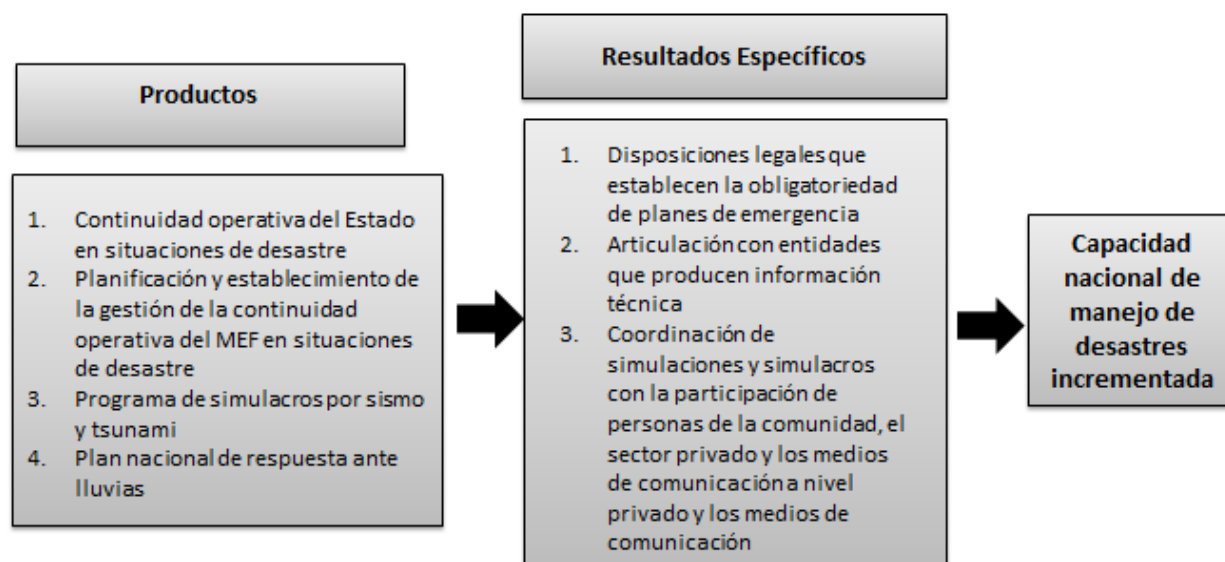 Productos
1. Continuidad operativa del Estado
en situaciones de desastre
2. Planificación y establecimiento de
la gestión de la continuidad
operativa del MEF en situaciones
de desastre
3. Programa de simulacros por sismo
y tsunami
4. Plan nacional de respuesta ante
lluvias
Resultados Específicos
1. Disposiciones legales que
establecen la obligatoriedad
de planes de emergencia
2. Articulación con entidades
que producen información
técnica
3. Coordinación de
simulaciones y simulacros
con la participación de
personas de la comunidad, el
sector privado y los medios
de comunicación a nivel
privado y los medios de
comunicación
Capacidad
nacional de
manejo de
desastres
incrementada